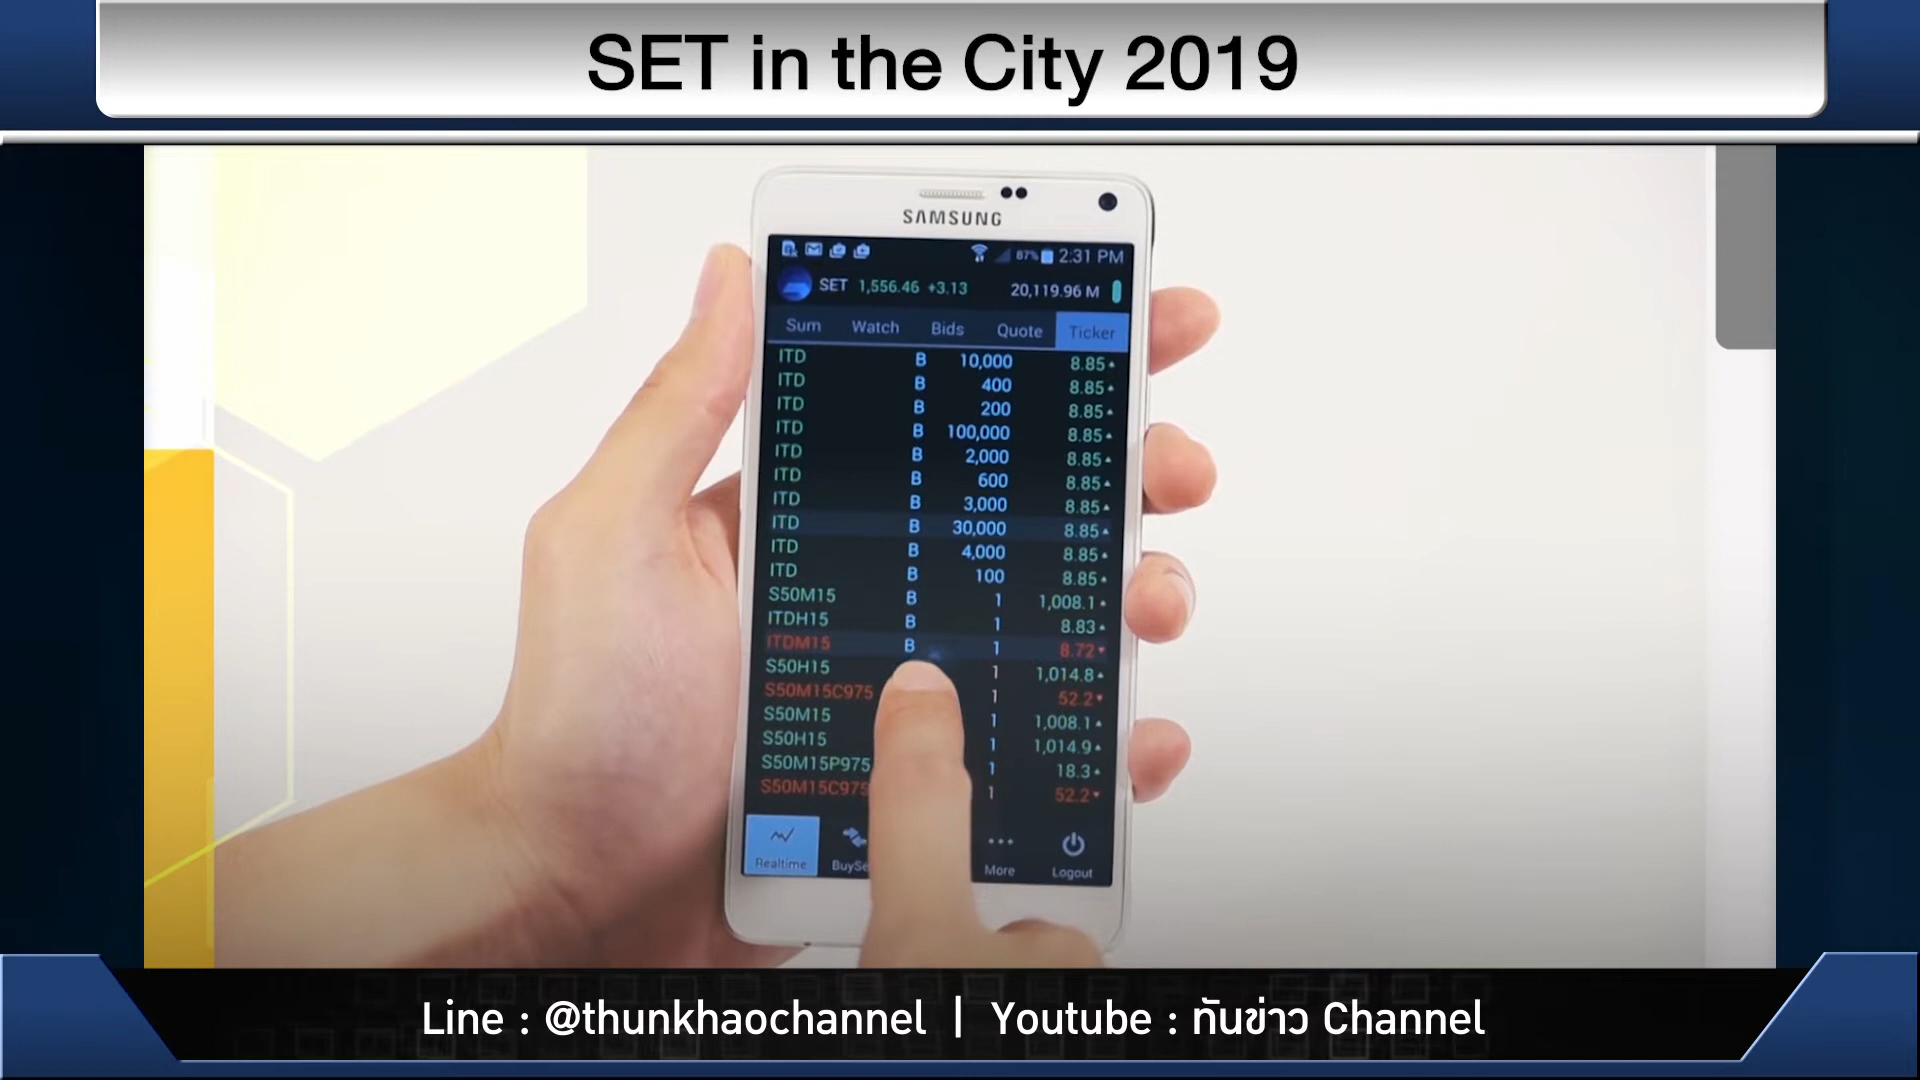 SET in the City 2019
SAMSUNG
87% 2:31 PM
SET 1,556.46 +3.13 20,119.96 M
Sum Watch Bids Quote Ticker
ITD B 10,000 8.85
ITD B 400 8.85
ITD B 200 8.85
ITD B 100,000 8.85
ITD B 2,000 8.85
ITD B 600 8.85
ITD B 3,000 8.85
ITD B 30,000 8.85
ITD B 4,000 8.85
ITD B 100 8.85
S50M15 B 1 1,008.1
ITDH15 B 1 8.83
ITDM15 B 1 8.72
S50H15 1 1,014.8
S50M15C975 1 52.2
S50M15 1 1,008.1
S50H15 1 1,014.9
S50M15P975 1 18.3
S50M15C975 1 52.2
Realtime More Logout
Line : @thunkhaochannel | Youtube : ทันข่าว Channel